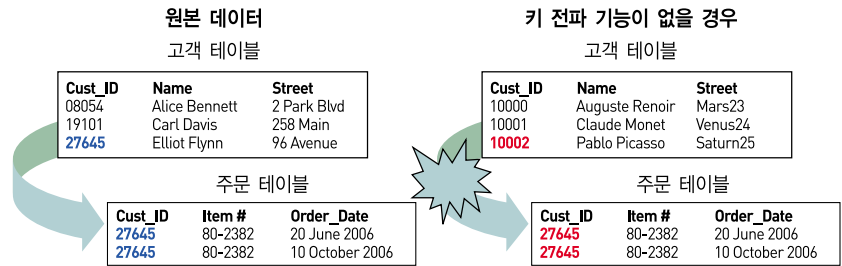 원본 데이터
고객 테이블
Cust_ID Name Street
08054 Alice Bennett 2 Park Blvd
19101 Carl Davis 258 Main
27645 Elliot Flynn 96 Avenue
주문 테이블
Cust_ID Item # Order_Date
27645 80-2382 20 June 2006
27645 80-2382 10 October 2006
키 전파 기능이 없을 경우
고객 테이블
Cust_ID Name Street
10000 Auguste Renoir Mars23
10001 Claude Monet Venus24
10002 Pablo Picasso Saturn25
주문 테이블
Cust_ID Item # Order_Date
27645 80-2382 20 June 2006
27645 80-2382 10 October 2006